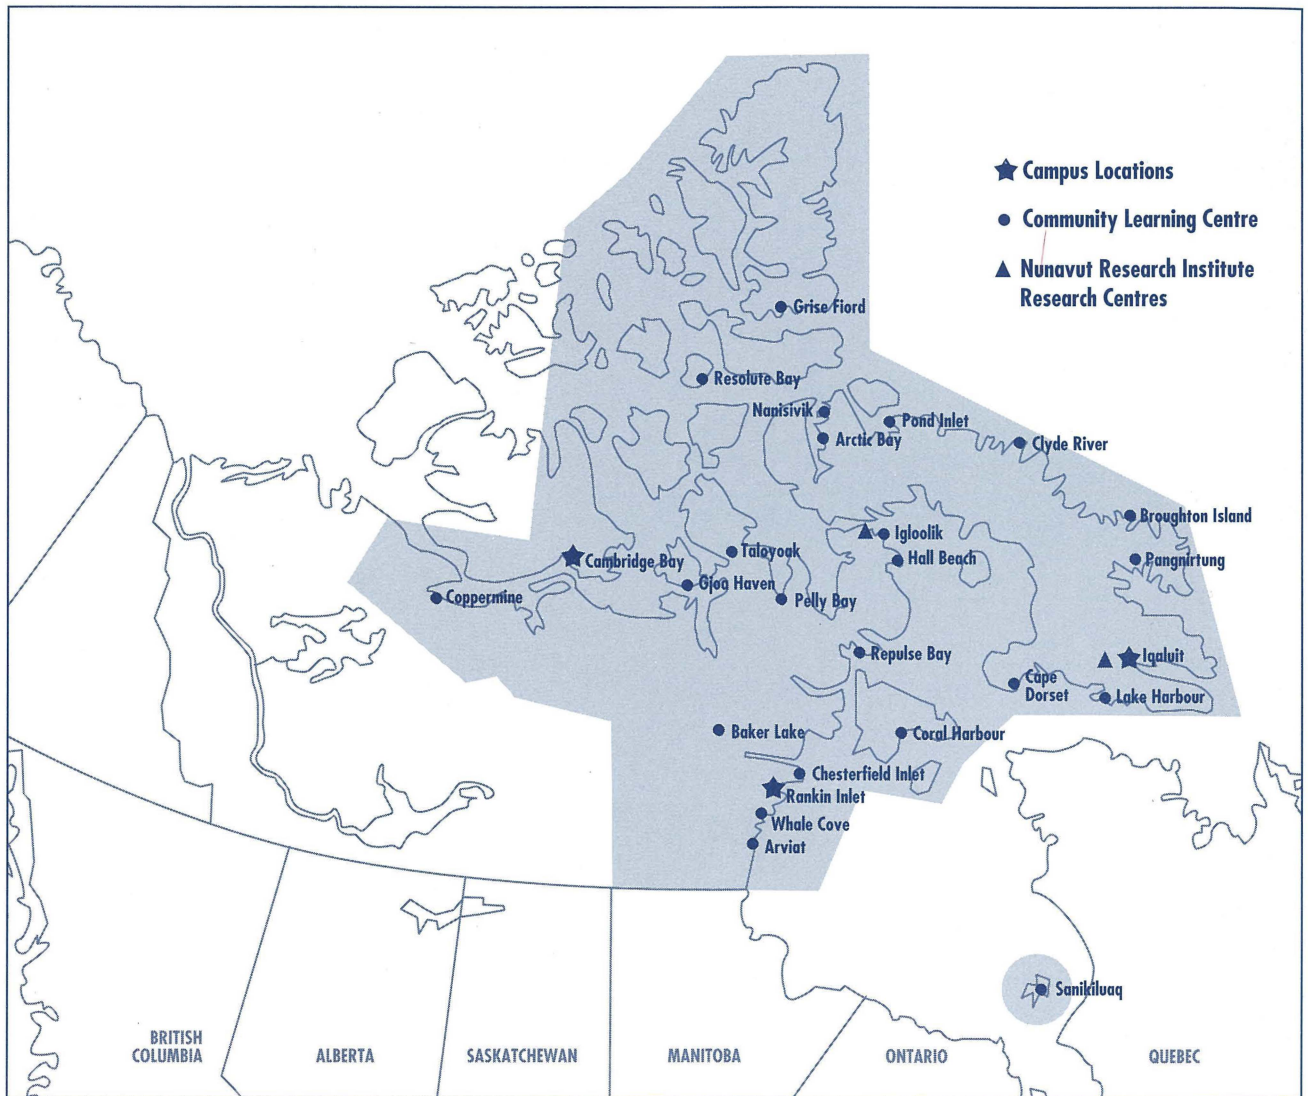 Campus Locations
Community Learning Centre
Nunavut Research Institute
Research Centres
Grise Fiord
Resolute Bay
Nanisivik
Pond Inlet
Arctic Bay
Clyde River
Broughton Island
Igloolik
Taloyoak
Hall Beach
Pangnirtung
Cambridge Bay
Gjoa Haven
Coppermine
Pelly Bay
Repulse Bay
Iqaluit
Cape
Dorset
Lake Harbour
Baker Lake
Coral Harbour
Chesterfield Inlet
Rankin Inlet
Whale Cove
Arviat
Sanikiluaq
BRITISH
COLUMBIA
ALBERTA
SASKATCHEWAN
MANITOBA
ONTARIO
QUEBEC